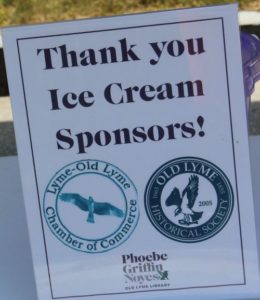 Thank you
Ice Cream
Sponsors!
Lyme-Old Lyme
Chamber of Commerce
OLD LYME
HISTORICAL SOCIETY
2005
Phoebe
Griffin
Noyes
OLD LYME LIBRARY